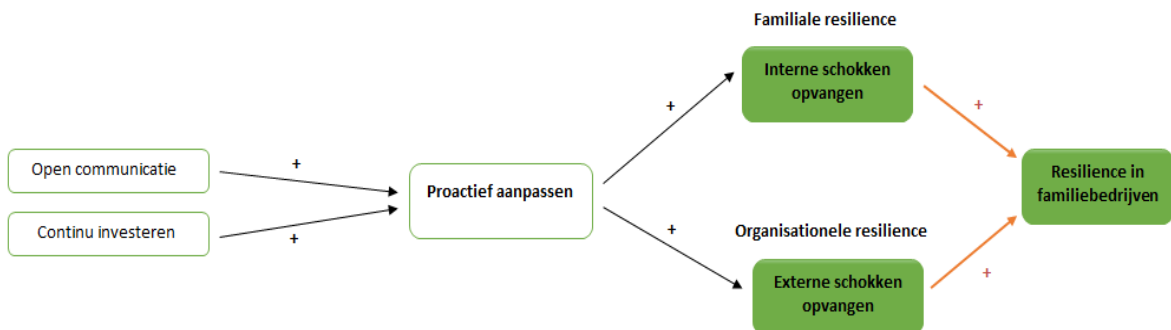 Familiale resilience
Interne schokken
opvangen
+
+
+
Open communicatie
Proactief aanpassen
Resilience in
familiebedrijven
Continu investeren
+
+
Organisationele resilience
+
Externe schokken
opvangen